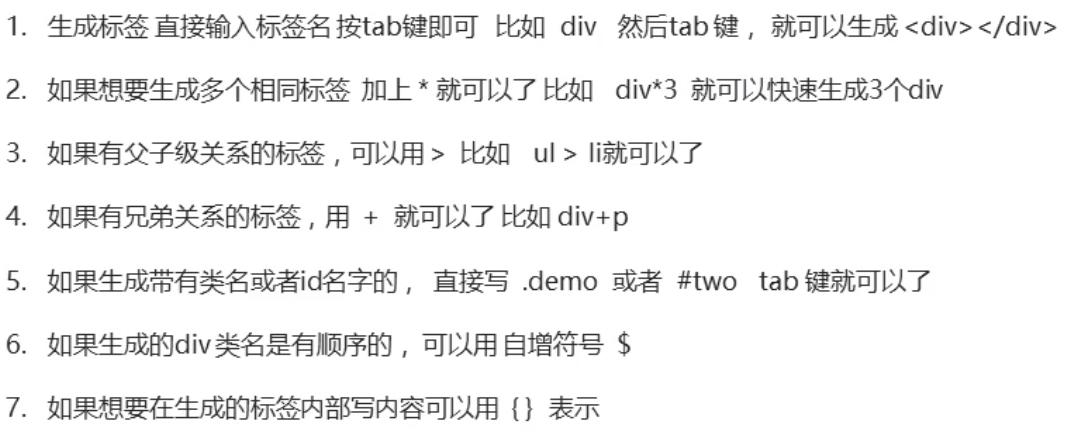 1. 生成标签 直接输入标签名 按tab键即可 比如 div 然后tab 键， 就可以生成 <div></div>
2. 如果想要生成多个相同标签 加上 * 就可以了 比如 div*3 就可以快速生成3个div
3. 如果有父子级关系的标签，可以用 > 比如 ul > li就可以了
4. 如果有兄弟关系的标签，用 + 就可以了 比如 div+p
5. 如果生成带有类名或者id名字的， 直接写 .demo 或者 #two tab 键就可以了
6. 如果生成的div 类名是有顺序的， 可以用 自增符号 $
7. 如果想要在生成的标签内部写内容可以用 { } 表示